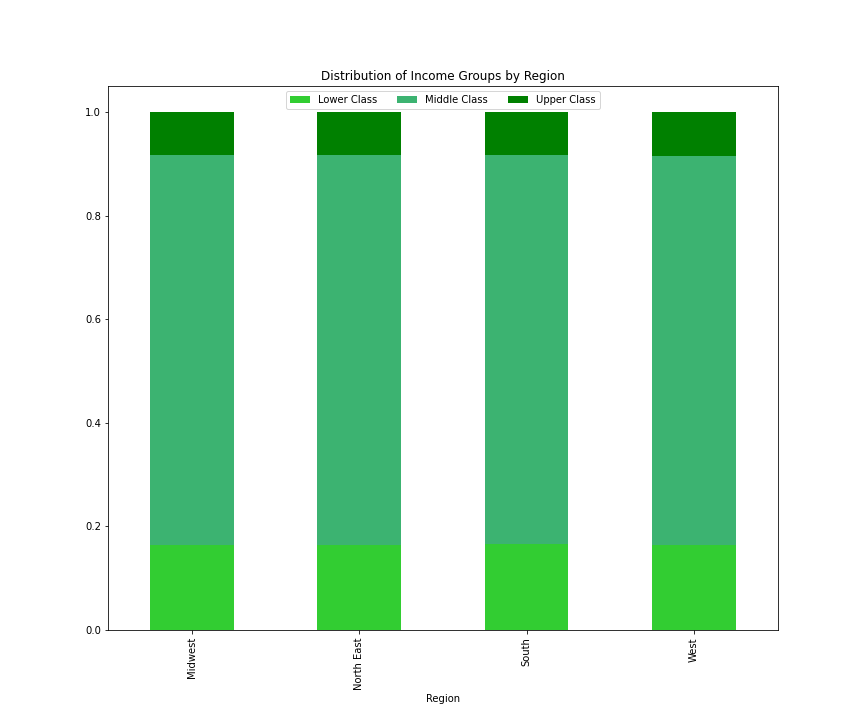 Distribution of Income Groups by Region
Lower Class Middle Class Upper Class
1.0
0.8
0.6
0.4
0.2
0.0
Midwest
North East
South
West
Region